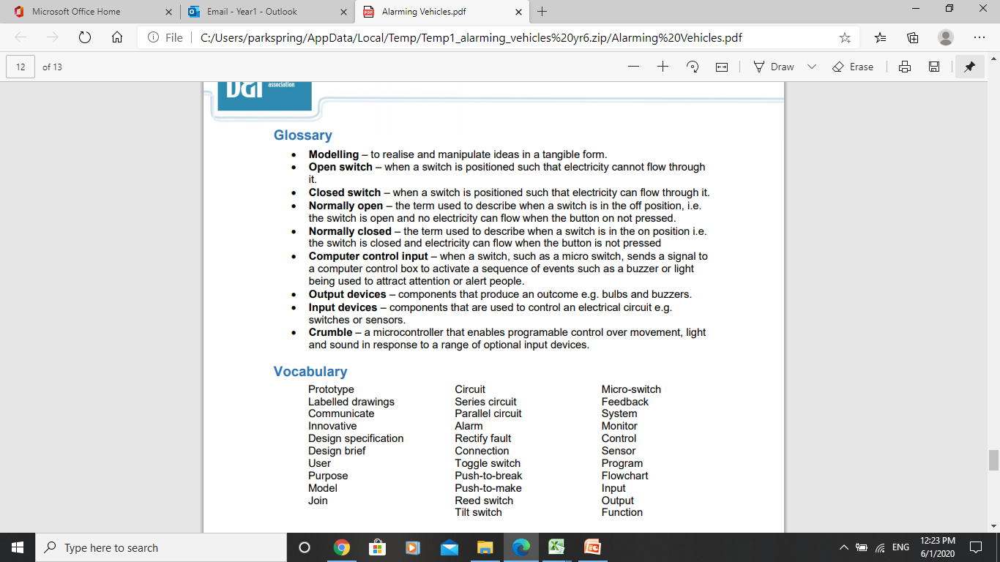 Microsoft Office Home
Email - Year1 - Outlook
Alarming Vehicles.pdf
File
C:/Users/parkspring/AppData/Local/Temp/Temp1_alarming_vehicles%20yr6.zip/Alarming%20Vehicles.pdf
12 of 13
Draw
Erase
association
Glossary
• Modelling – to realise and manipulate ideas in a tangible form.
• Open switch – when a switch is positioned such that electricity cannot flow through
it.
• Closed switch – when a switch is positioned such that electricity can flow through it.
• Normally open – the term used to describe when a switch is in the off position, i.e.
the switch is open and no electricity can flow when the button on not pressed.
• Normally closed – the term used to describe when a switch is in the on position i.e.
the switch is closed and electricity can flow when the button is not pressed
• Computer control input – when a switch, such as a micro switch, sends a signal to
a computer control box to activate a sequence of events such as a buzzer or light
being used to attract attention or alert people.
• Output devices – components that produce an outcome e.g. bulbs and buzzers.
• Input devices – components that are used to control an electrical circuit e.g.
switches or sensors.
• Crumble – a microcontroller that enables programable control over movement, light
and sound in response to a range of optional input devices.
Vocabulary
Prototype
Labelled drawings
Communicate
Innovative
Design specification
Design brief
User
Purpose
Model
Join
Circuit
Series circuit
Parallel circuit
Alarm
Rectify fault
Connection
Toggle switch
Push-to-break
Push-to-make
Reed switch
Tilt switch
Micro-switch
Feedback
System
Monitor
Control
Sensor
Program
Flowchart
Input
Output
Function
Type here to search
ENG
12:23 PM
6/1/2020